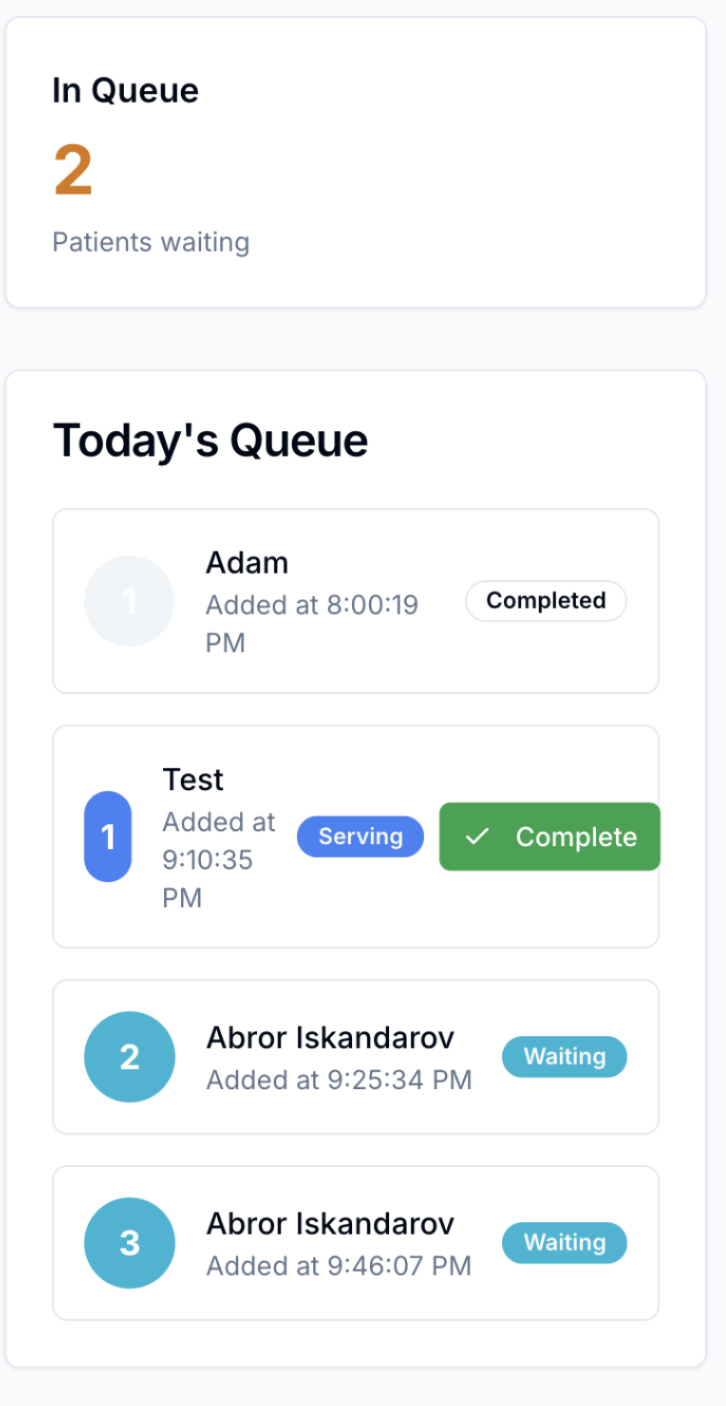 In Queue
2
Patients waiting
Today's Queue
1
Adam
Added at 8:00:19
PM
Completed
1
Test
Added at
9:10:35
PM
Serving
Complete
2
Abror Iskandarov
Added at 9:25:34 PM
Waiting
3
Abror Iskandarov
Added at 9:46:07 PM
Waiting